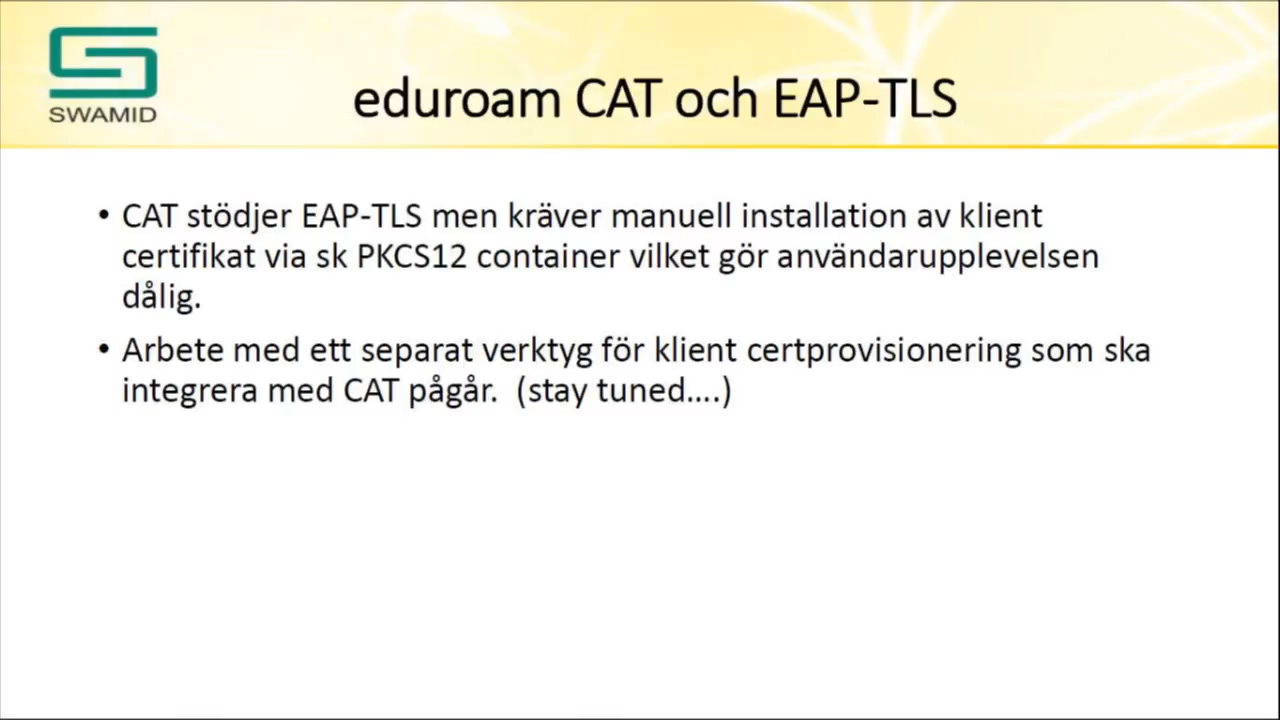 SWAMID
eduroam CAT och EAP-TLS
• CAT stödjer EAP-TLS men kräver manuell installation av klient
certifikat via sk PKCS12 container vilket gör användarupplevelsen
dålig.
• Arbete med ett separat verktyg för klient certprovisionering som ska
integrera med CAT pågår.  (stay tuned....)